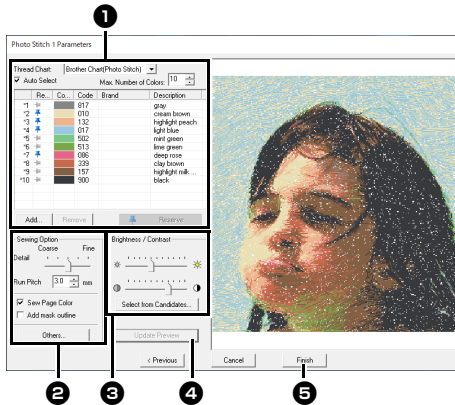 1
Photo Stitch 1 Parameters
Thread Chart: Brother Chart(Photo Stitch)
Auto Select Max. Number of Colors: 10
Re... Co... Code Brand Description
*1 817 gray
*2 010 cream brown
*3 132 highlight peach
*4 017 light blue
*5 502 mint green
*6 513 lime green
*7 086 deep rose
*8 339 clay brown
*9 157 highlight milk ...
*10 900 black
Add... Remove Reserve
Sewing Option
Coarse Fine
Detail
Run Pitch 3.0 mm
Sew Page Color
Add mask outline
Others...
Brightness / Contrast
Select from Candidates...
Update Preview
< Previous Cancel Finish
2 3 4 5